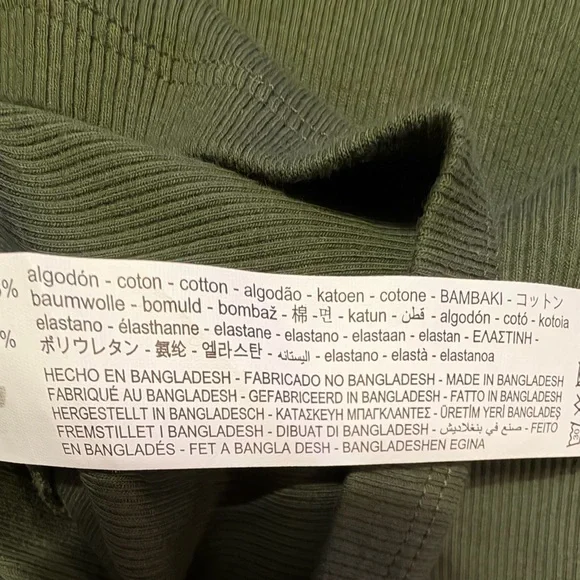 % algodón - coton - cotton - algodão - katoen - cotone - BAMBAKI - コットン
baumwolle - bomuld - bombaž - 棉 - 면 - katun - قطن - algodón - cotó - kotoia
% elastano - élasthanne - elastane - elastano - elastaan - elastan - ΕΛΑΣΤΙΝΗ -
ポリウレタン - 氨纶 - 엘라스탄 - اليستانه - elastano - elastà - elastanoa
HECHO EN BANGLADESH - FABRICADO NO BANGLADESH - MADE IN BANGLADESH
FABRIQUÉ AU BANGLADESH - GEFABRICEERD IN BANGLADESH - FATTO IN BANGLADESH
HERGESTELLT IN BANGLADESCH - ΚΑΤΑΣΚΕΥΗ ΜΠΑΓΚΛΑΝΤΕΣ - ÜRETİM YERİ BANGLADEŞ
FREMSTILLET I BANGLADESH - DIBUAT DI BANGLADESH - صنع في بنغلاديش - FEITO
EN BANGLADÉS - FET A BANGLA DESH - BANGLADESHEN EGINA